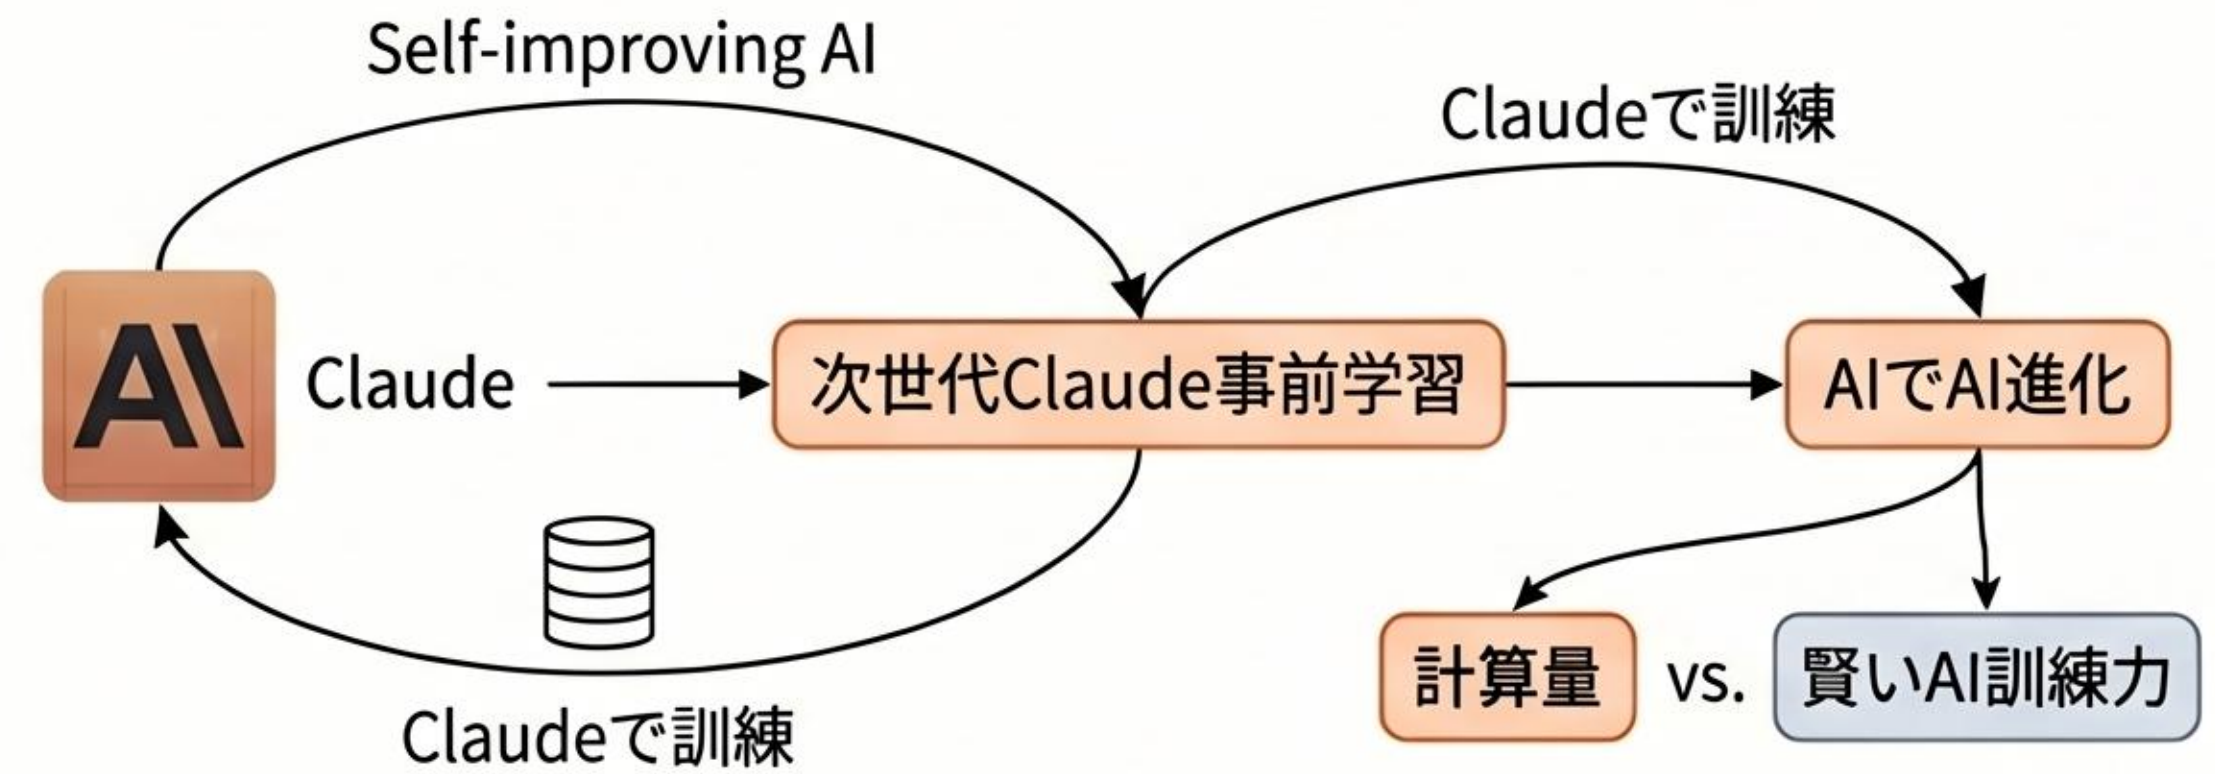 Self-improving AI
Claudeで訓練
AI
Claude
次世代Claude事前学習
AIでAI進化
Claudeで訓練
計算量
vs.
賢いAI訓練力